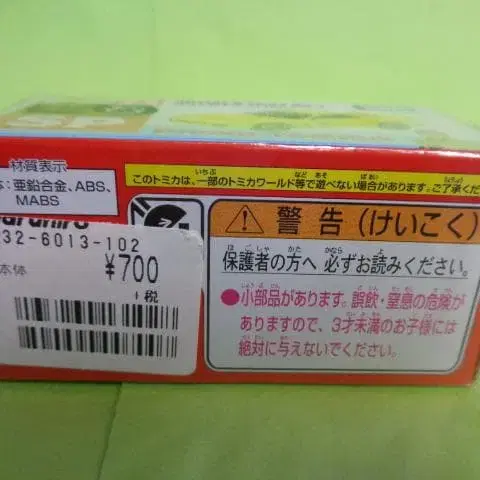 SP
材質表示
体:亜鉛合金、ABS、
MABS
このトミカは、一部のトミカワールド等で遊べない場合があります。ご了承くだ
警告(けいこく)
保護者の方へ 必ずお読みください。
●小部品があります。誤飲・窒息の危険が
ありますので、3才未満のお子様には
絶対に与えないでください。
32-6013-102
本体
¥700
+税